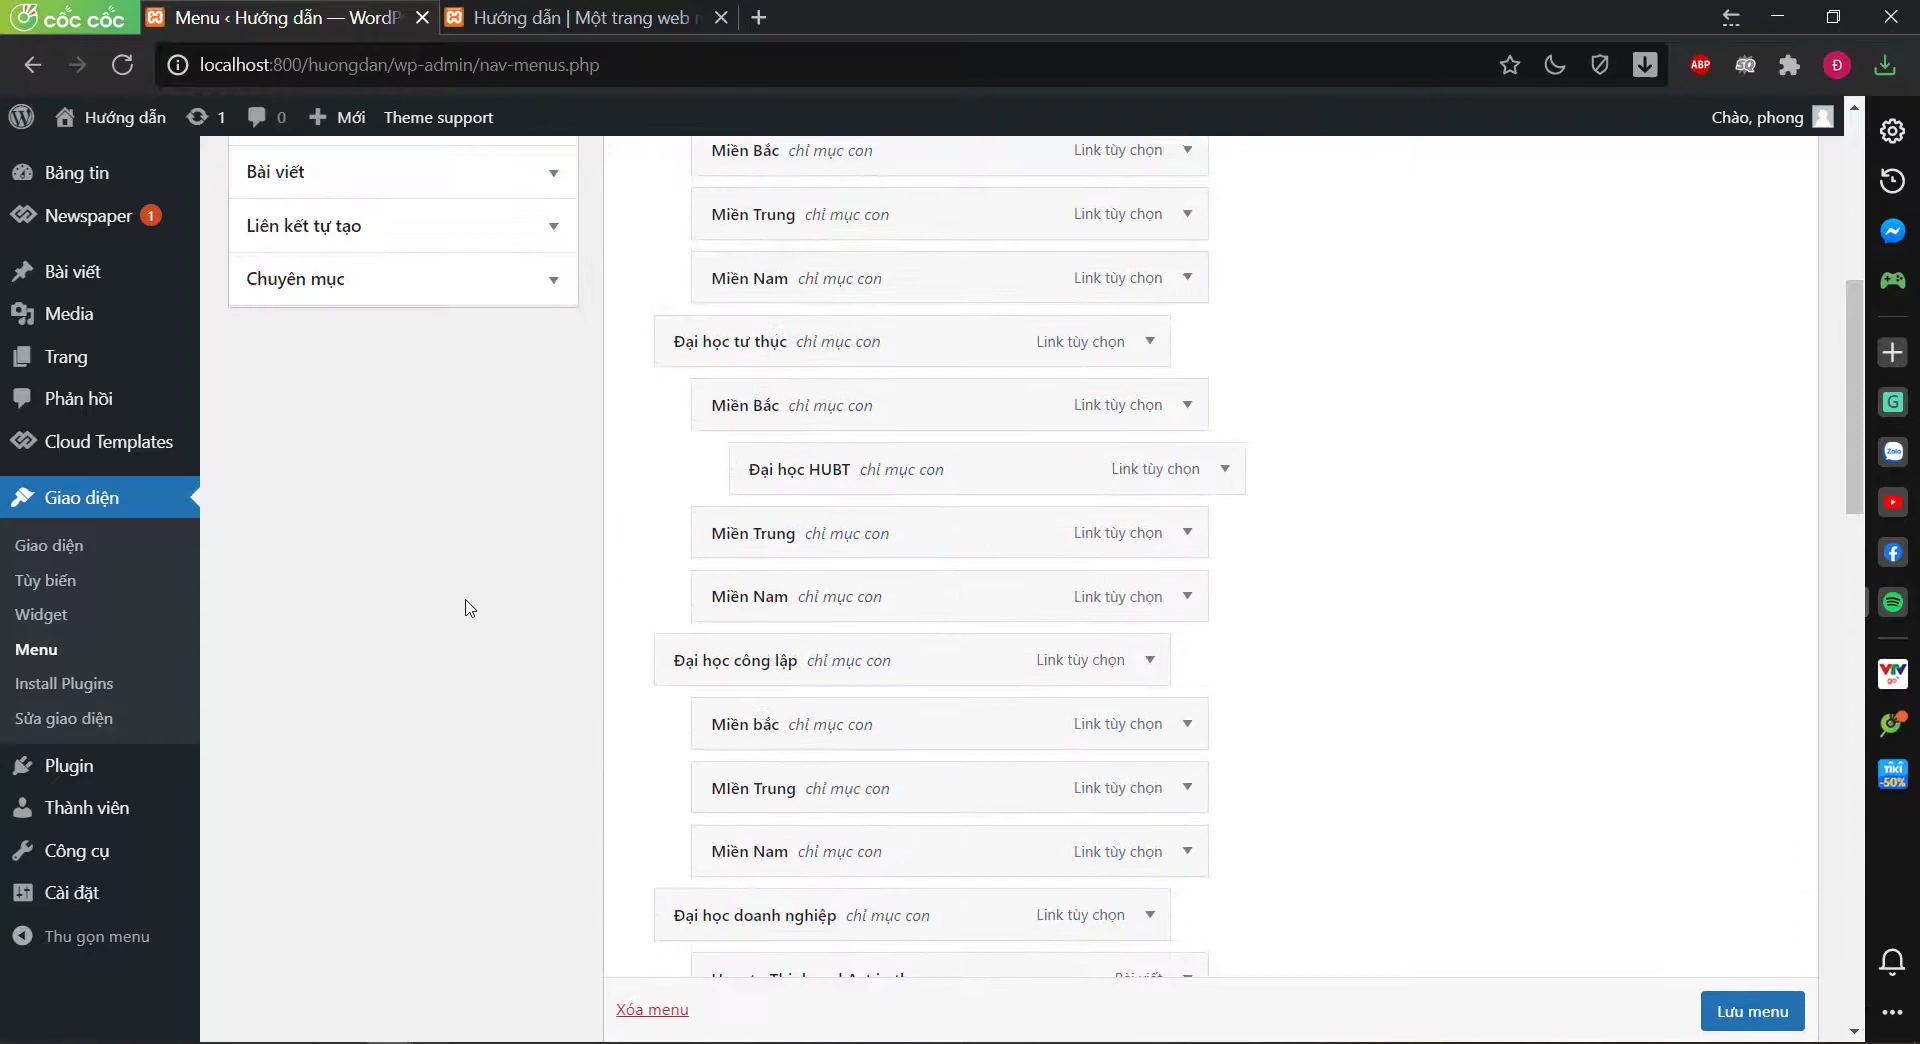 cốc cốc
Menu ‹ Hướng dẫn — WordP
Hướng dẫn | Một trang web
localhost:800/huongdan/wp-admin/nav-menus.php
ABP
Đ
Hướng dẫn
1
0
Mới
Theme support
Chào, phong
Bảng tin
Newspaper 1
Bài viết
Media
Trang
Phản hồi
Cloud Templates
Giao diện
Giao diện
Tùy biến
Widget
Menu
Install Plugins
Sửa giao diện
Plugin
Thành viên
Công cụ
Cài đặt
Thu gọn menu
Bài viết
Liên kết tự tạo
Chuyên mục
Miền Bắc chỉ mục con Link tùy chọn
Miền Trung chỉ mục con Link tùy chọn
Miền Nam chỉ mục con Link tùy chọn
Đại học tư thục chỉ mục con Link tùy chọn
Miền Bắc chỉ mục con Link tùy chọn
Đại học HUBT chỉ mục con Link tùy chọn
Miền Trung chỉ mục con Link tùy chọn
Miền Nam chỉ mục con Link tùy chọn
Đại học công lập chỉ mục con Link tùy chọn
Miền bắc chỉ mục con Link tùy chọn
MIền Trung chỉ mục con Link tùy chọn
Miền Nam chỉ mục con Link tùy chọn
Đại học doanh nghiệp chỉ mục con Link tùy chọn
Xóa menu
Lưu menu
G
Zalo
VTV
go
TIKI
-50%